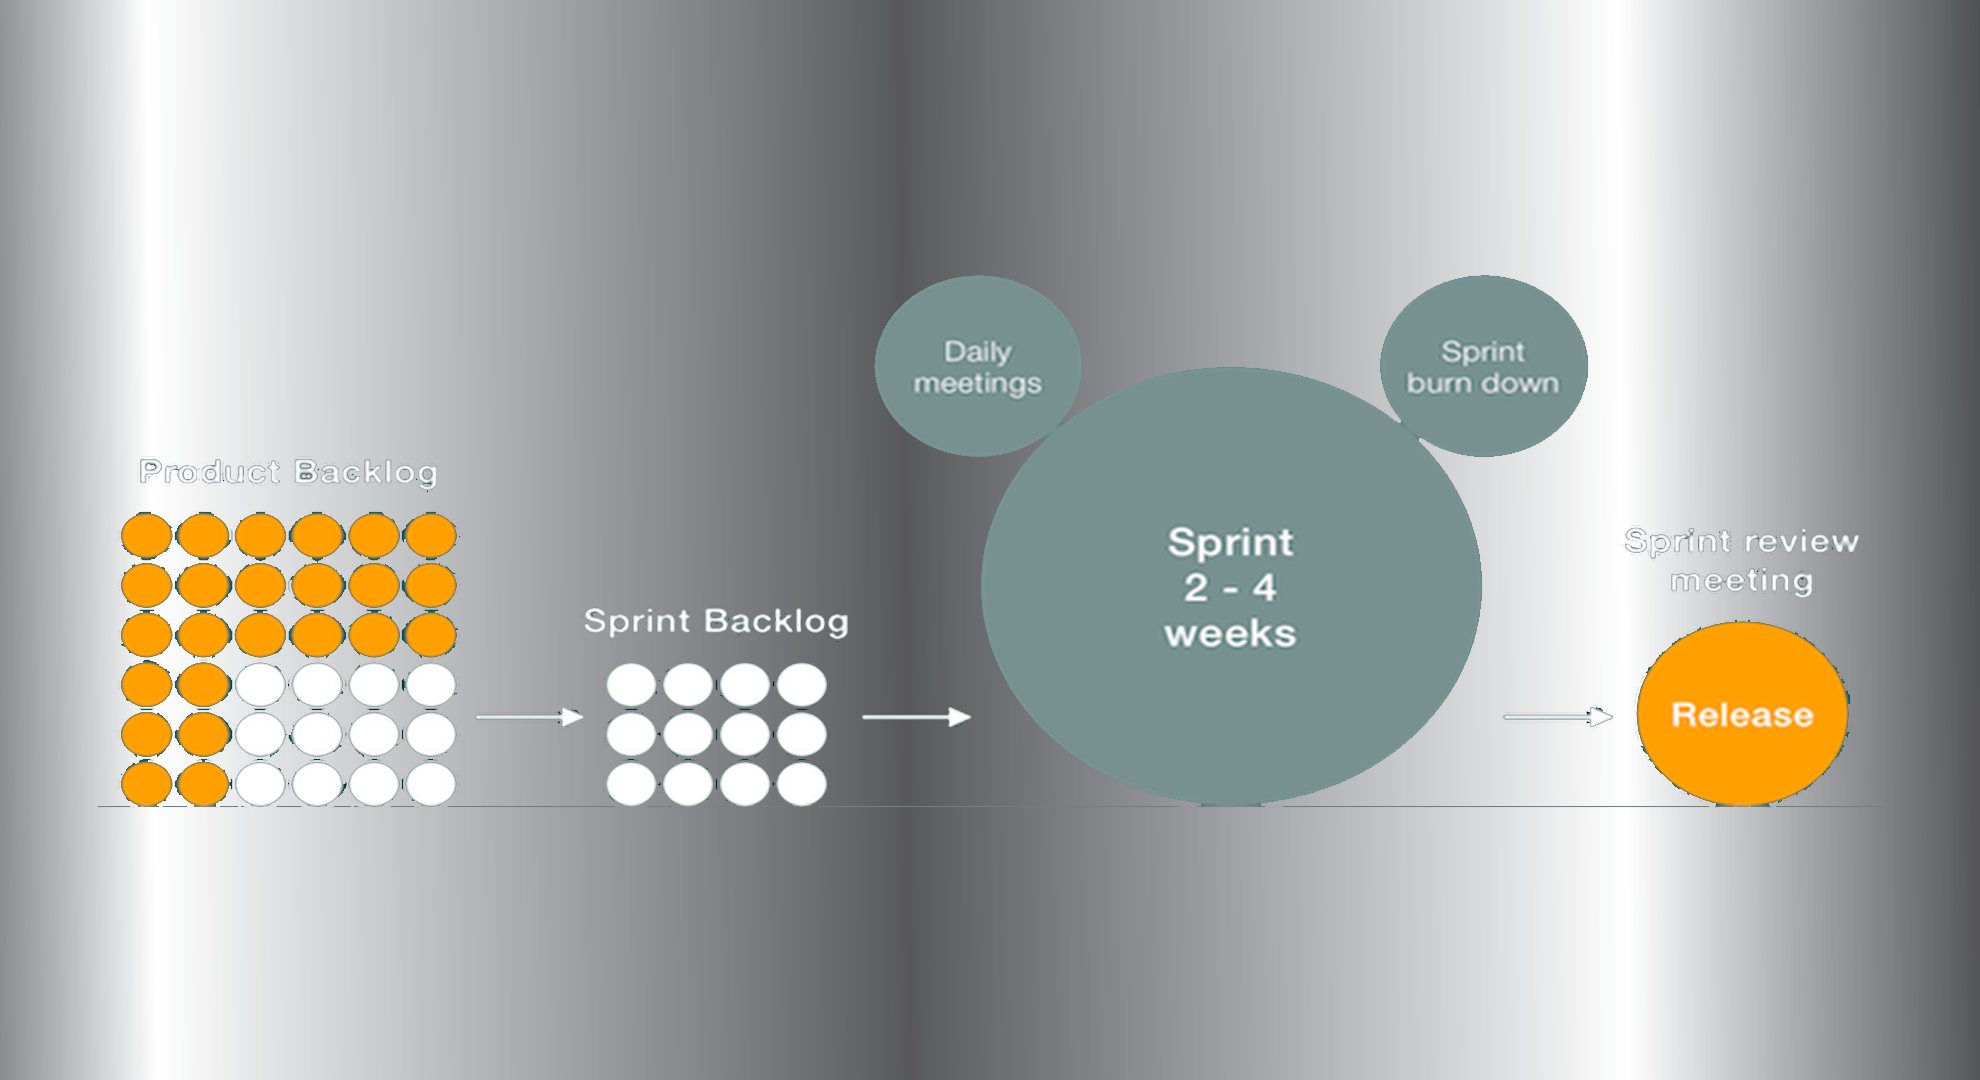 Product Backlog
Sprint Backlog
Daily
meetings
Sprint
burn down
Sprint
2 - 4
weeks
Sprint review
meeting
Release